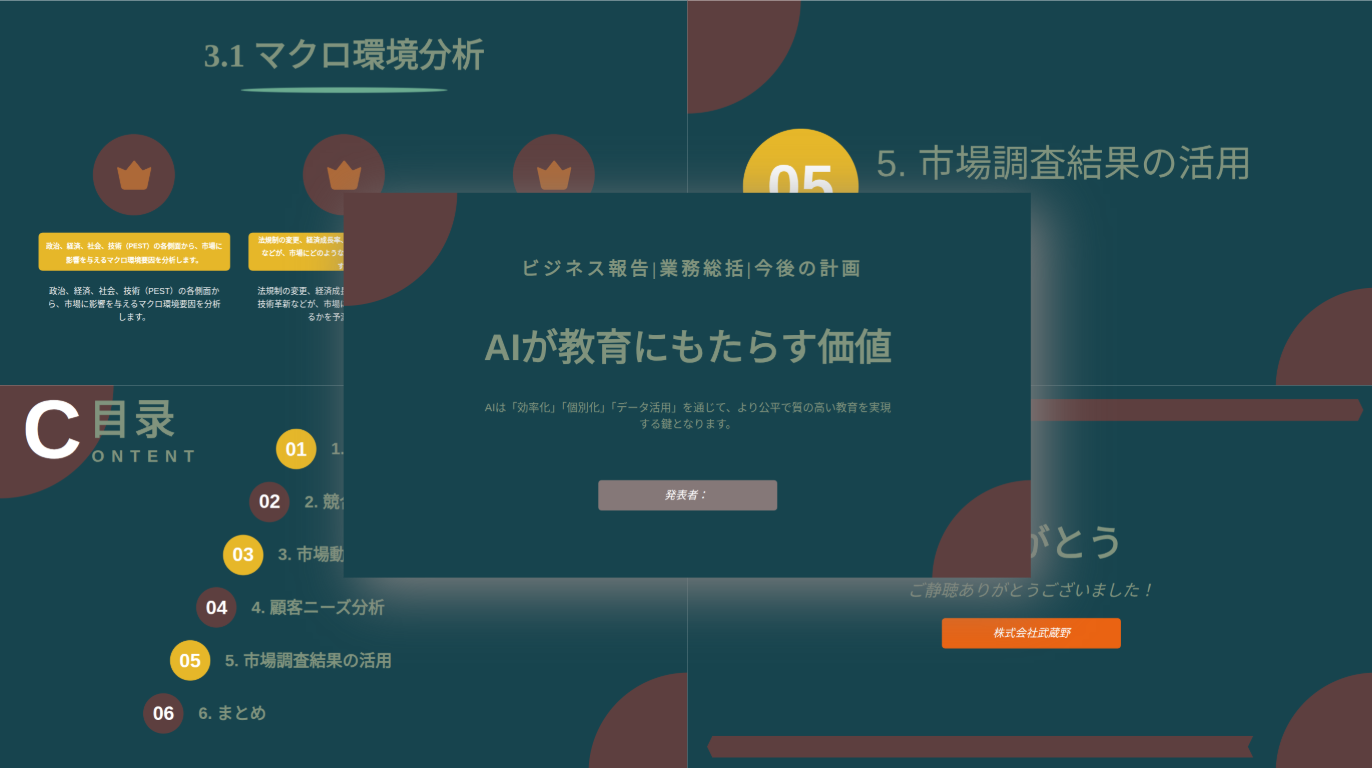 3.1 マクロ環境分析
政治、経済、社会、技術（PEST）の各側面から、市場に
影響を与えるマクロ環境要因を分析します。
政治、経済、社会、技術（PEST）の各側面か
ら、市場に影響を与えるマクロ環境要因を分析
します。
法規制の変更、経済成長率、
などが、市場にどのような
す
法規制の変更、経済成長
技術革新などが、市場に
るかを予
05
5. 市場調査結果の活用
ビジネス報告|業務総括|今後の計画
AIが教育にもたらす価値
AIは「効率化」「個別化」「データ活用」を通じて、より公平で質の高い教育を実現
する鍵となります。
発表者：
C 目录
ONTENT
01 1.
02 2. 競
03 3. 市場動
04 4. 顧客ニーズ分析
05 5. 市場調査結果の活用
06 6. まとめ
がとう
ご静聴ありがとうございました！
株式会社武蔵野